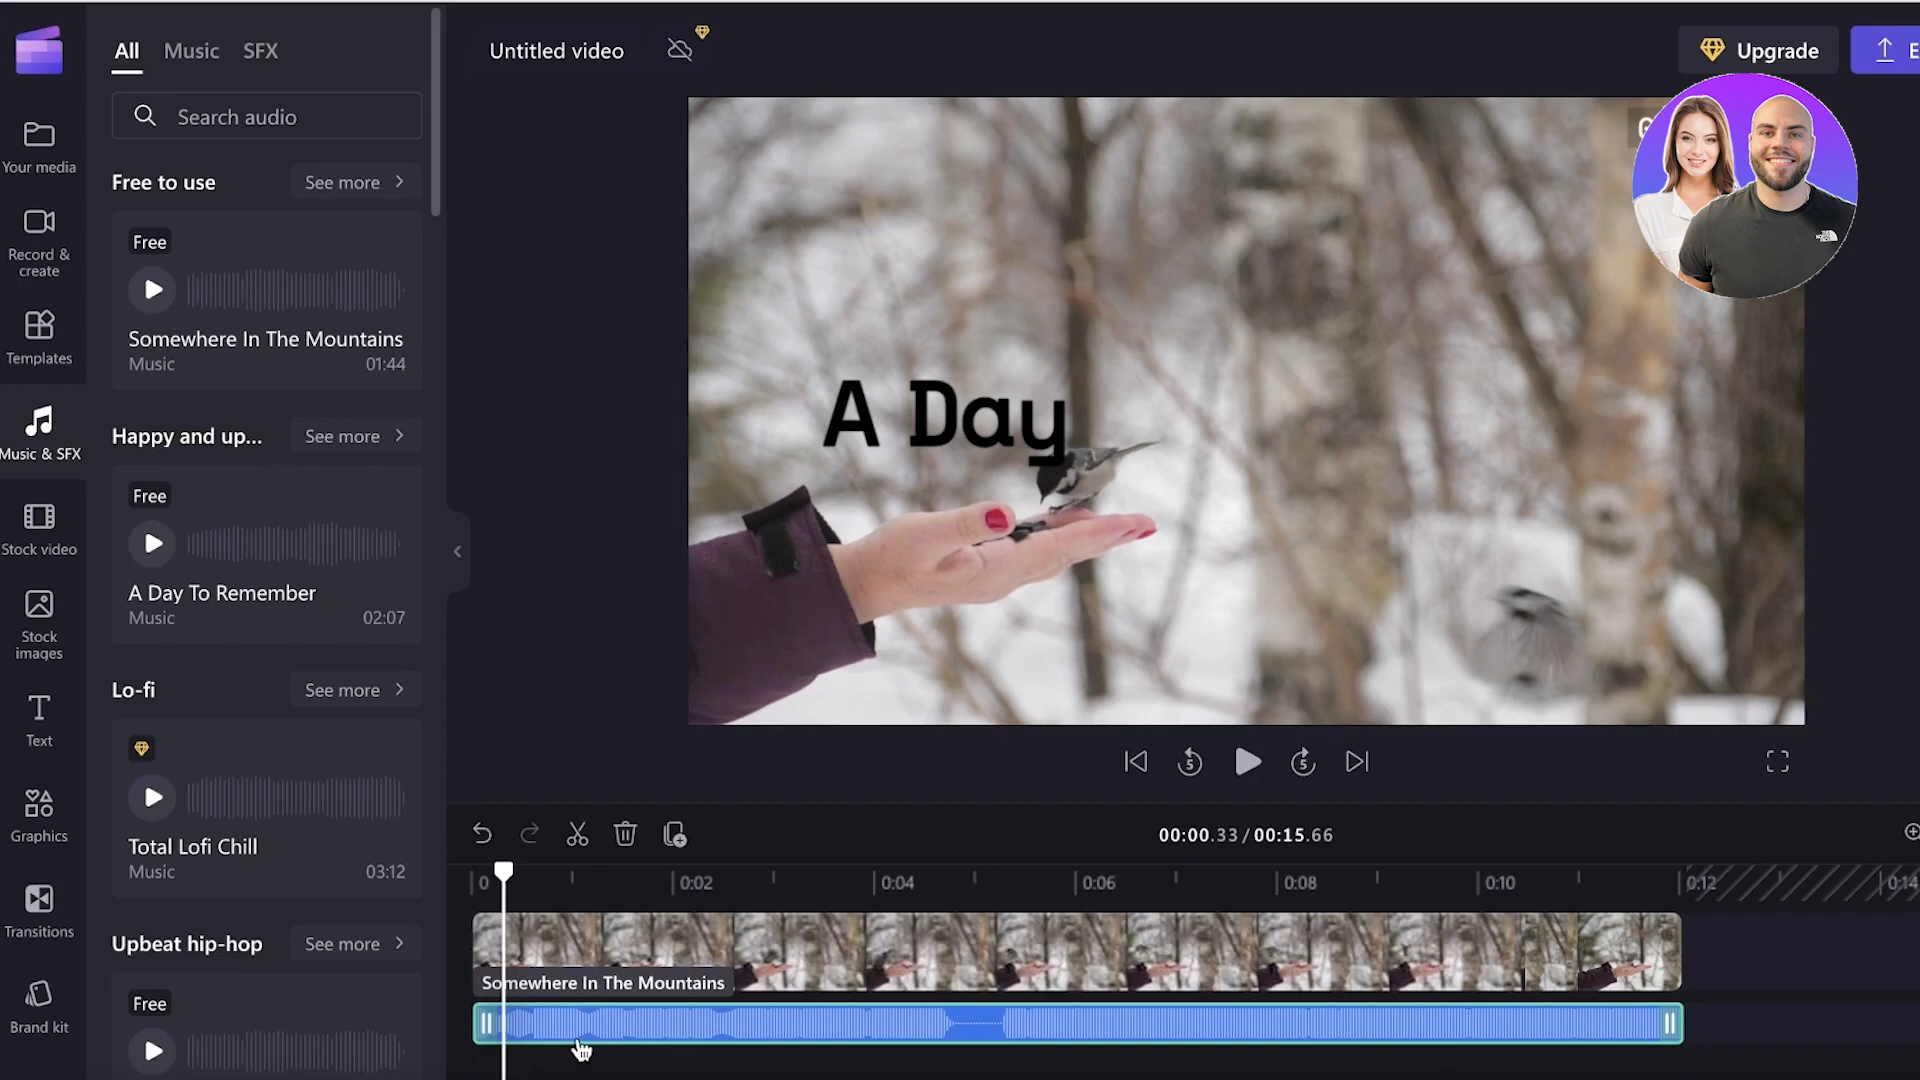 All Music SFX
Untitled video
Upgrade
E
Search audio
Your media
Free to use See more
Free
Somewhere In The Mountains
Music 01:44
Record &
create
Templates
Happy and up... See more
Music & SFX
Free
A Day To Remember
Music 02:07
Stock video
Lo-fi See more
Stock
images
Total Lofi Chill
Music 03:12
Text
Graphics
Upbeat hip-hop See more
Free
Transitions
Brand kit
A Day
5 5
00:00.33 / 00:15.66
0 0:02 0:04 0:06 0:08 0:10 0:12 0:14
Somewhere In The Mountains